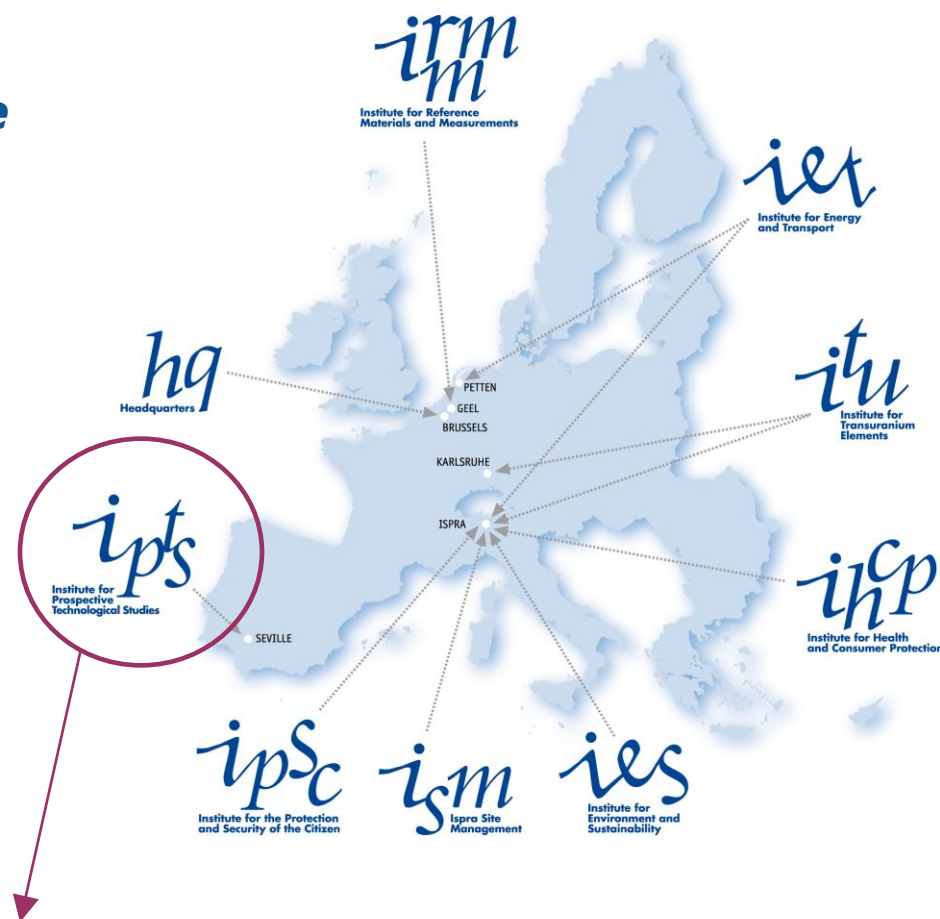 e
irmm
Institute for Reference
Materials and Measurements
iet
Institute for Energy
and Transport
hq
Headquarters
PETTEN
GEEL
BRUSSELS
itu
Institute for
Transuranium
Elements
KARLSRUHE
ipts
Institute for
Prospective
Technological Studies
ISPRA
ihcp
Institute for Health
and Consumer Protection
SEVILLE
ipsc
Institute for the Protection
and Security of the Citizen
ism
Ispra Site
Management
ies
Institute for
Environment and
Sustainability